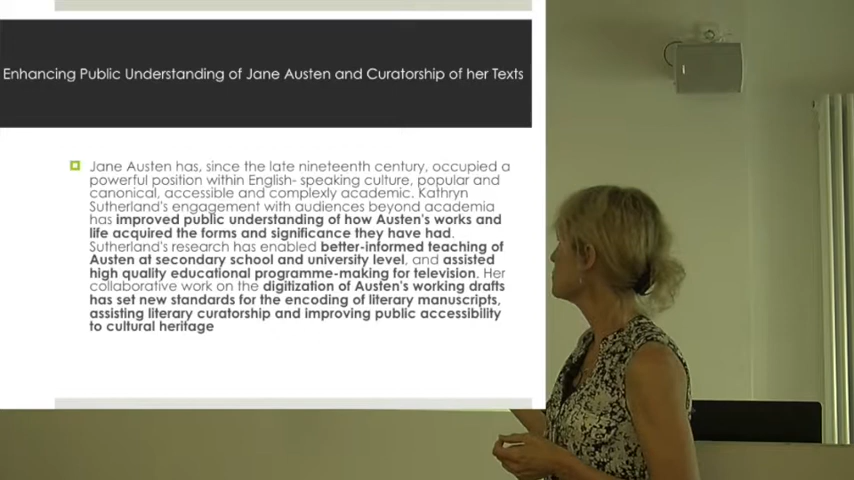 Enhancing Public Understanding of Jane Austen and Curatorship of her Texts
Jane Austen has, since the late nineteenth century, occupied a
powerful position within English- speaking culture, popular and
canonical, accessible and complexly academic. Kathryn
Sutherland's engagement with audiences beyond academia
has improved public understanding of how Austen's works and
life acquired the forms and significance they have had.
Sutherland's research has enabled better-informed teaching of
Austen at secondary school and university level, and assisted
high quality educational programme-making for television. Her
collaborative work on the digitization of Austen's working drafts
has set new standards for the encoding of literary manuscripts,
assisting literary curatorship and improving public accessibility
to cultural heritage